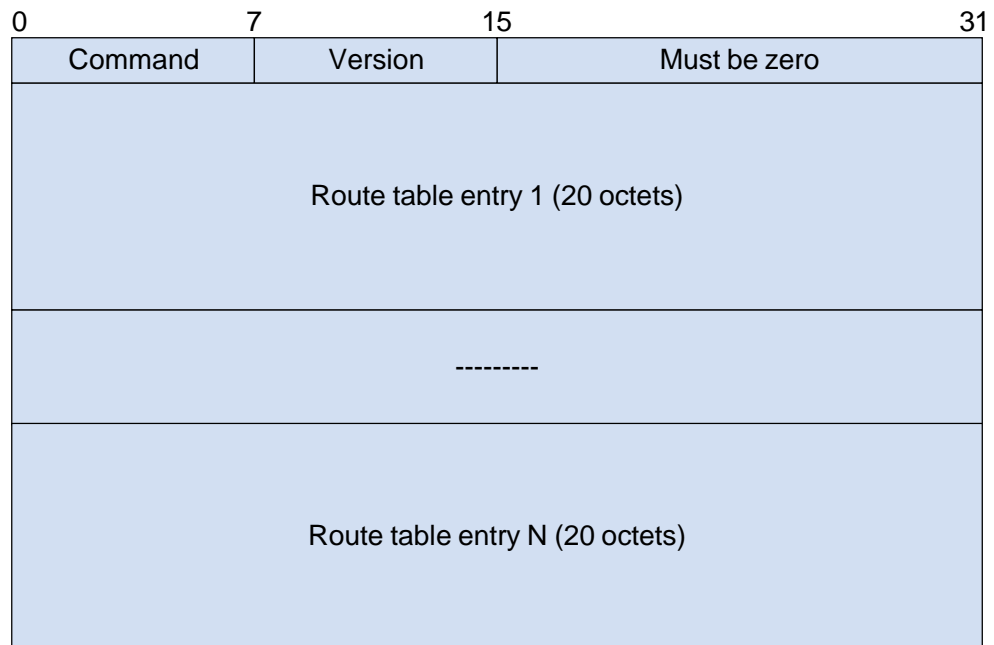 0 7 15 31
Command Version Must be zero
Route table entry 1 (20 octets)
---------
Route table entry N (20 octets)